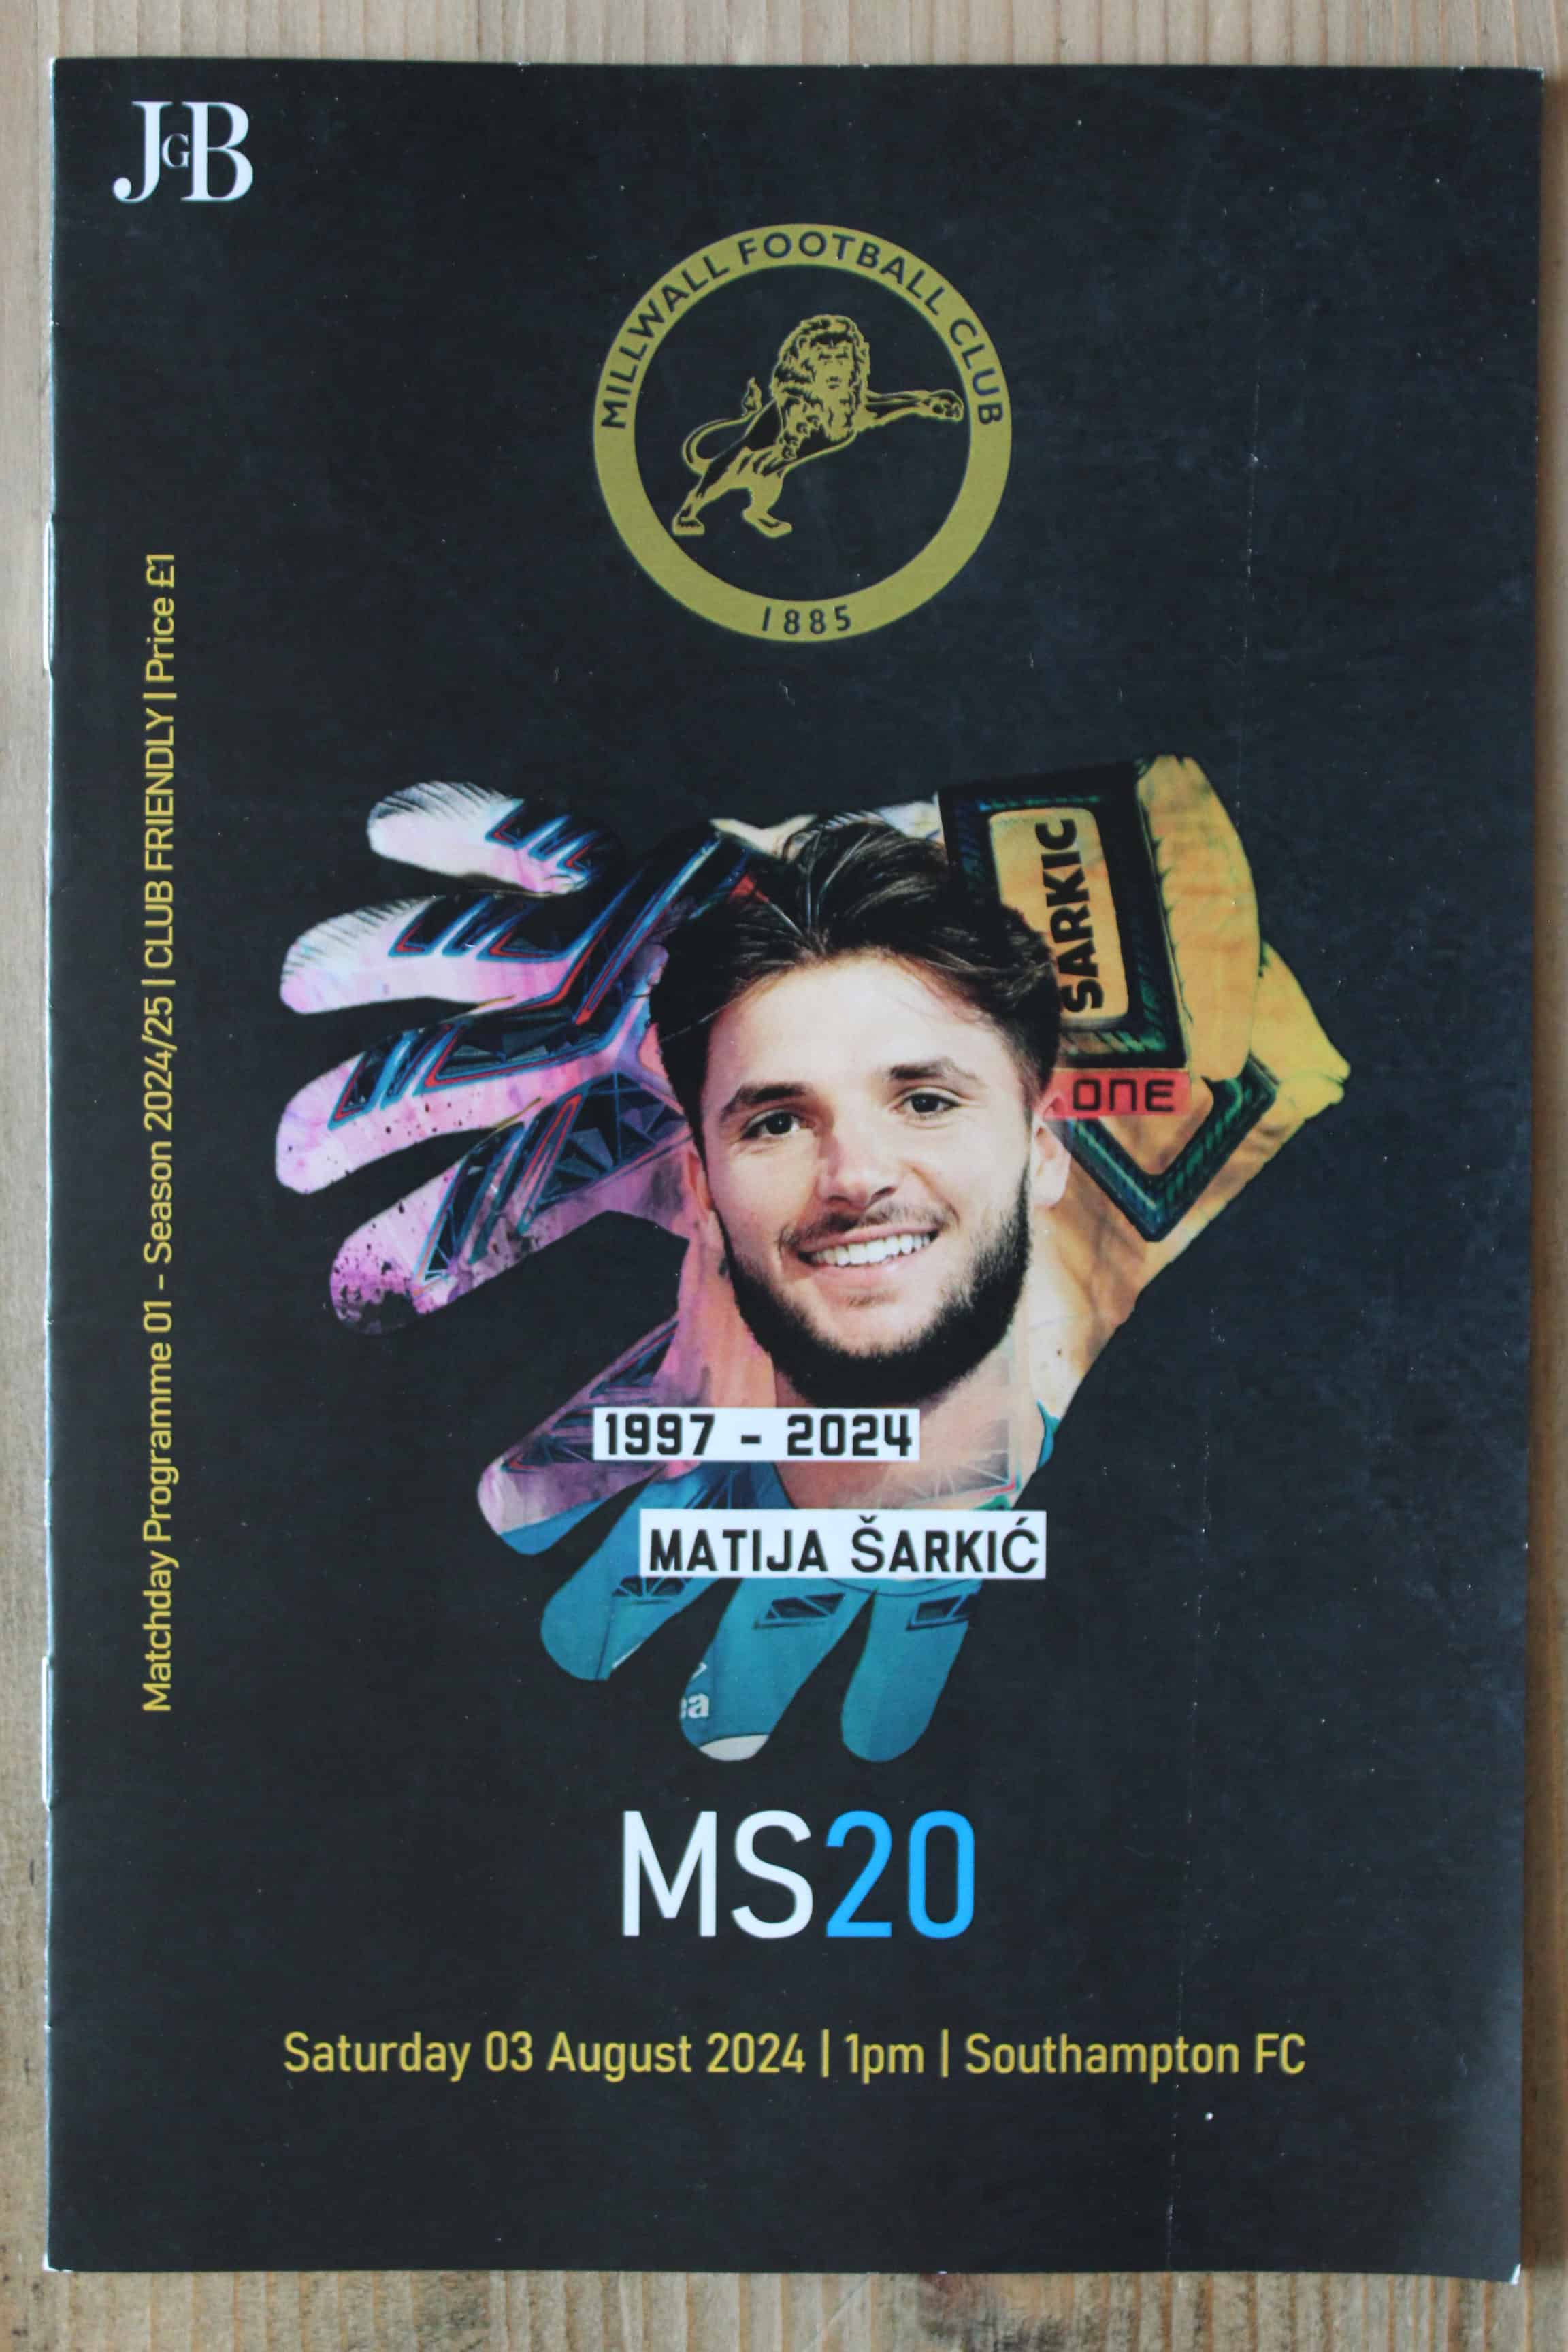 JGB
MILLWALL FOOTBALL CLUB
1885
Matchday Programme 01 – Season 2024/25 | CLUB FRIENDLY | Price £1
SARKIC
ONE
1997 - 2024
MATIJA ŠARKIĆ
MS20
Saturday 03 August 2024 | 1pm | Southampton FC